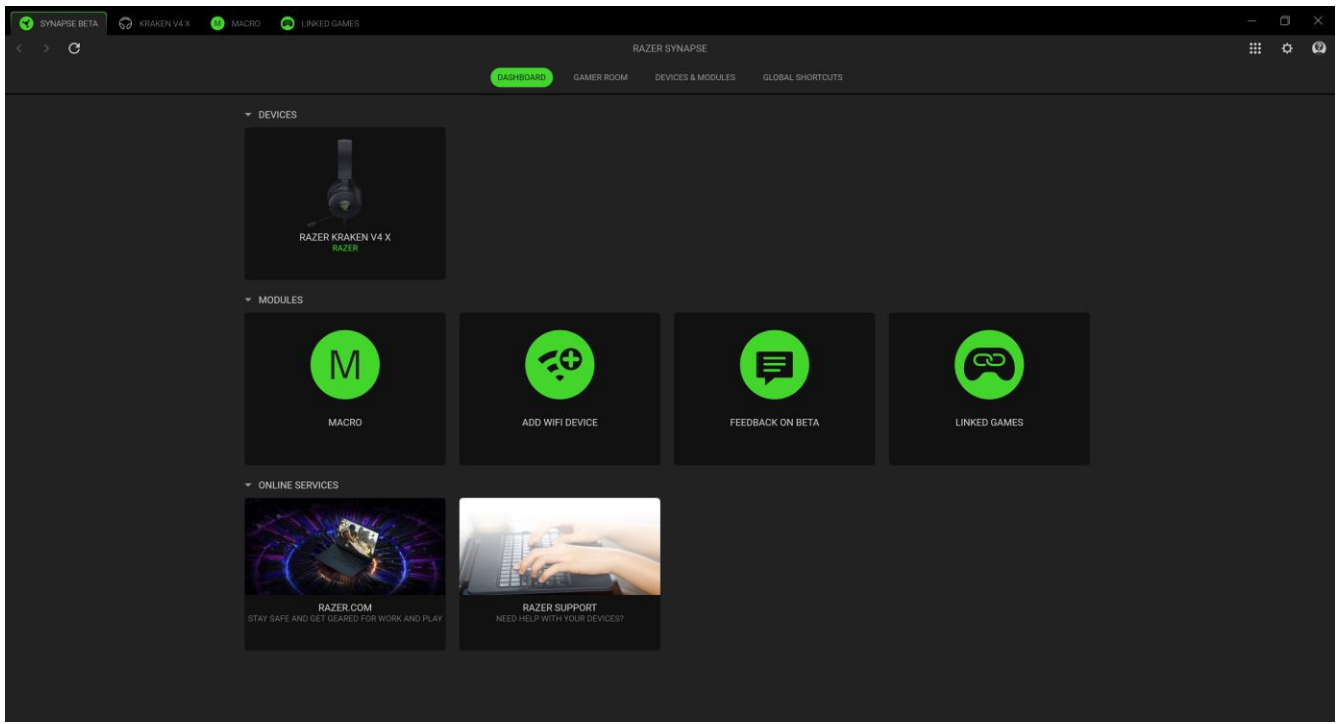 SYNAPSE BETA
KRAKEN V4 X
M
MACRO
LINKED GAMES
RAZER SYNAPSE
DASHBOARD
GAMER ROOM
DEVICES & MODULES
GLOBAL SHORTCUTS
DEVICES
RAZER KRAKEN V4 X
RAZER
MODULES
M
MACRO
ADD WIFI DEVICE
FEEDBACK ON BETA
LINKED GAMES
ONLINE SERVICES
RAZER.COM
STAY SAFE AND GET GEARED FOR WORK AND PLAY
RAZER SUPPORT
NEED HELP WITH YOUR DEVICES?